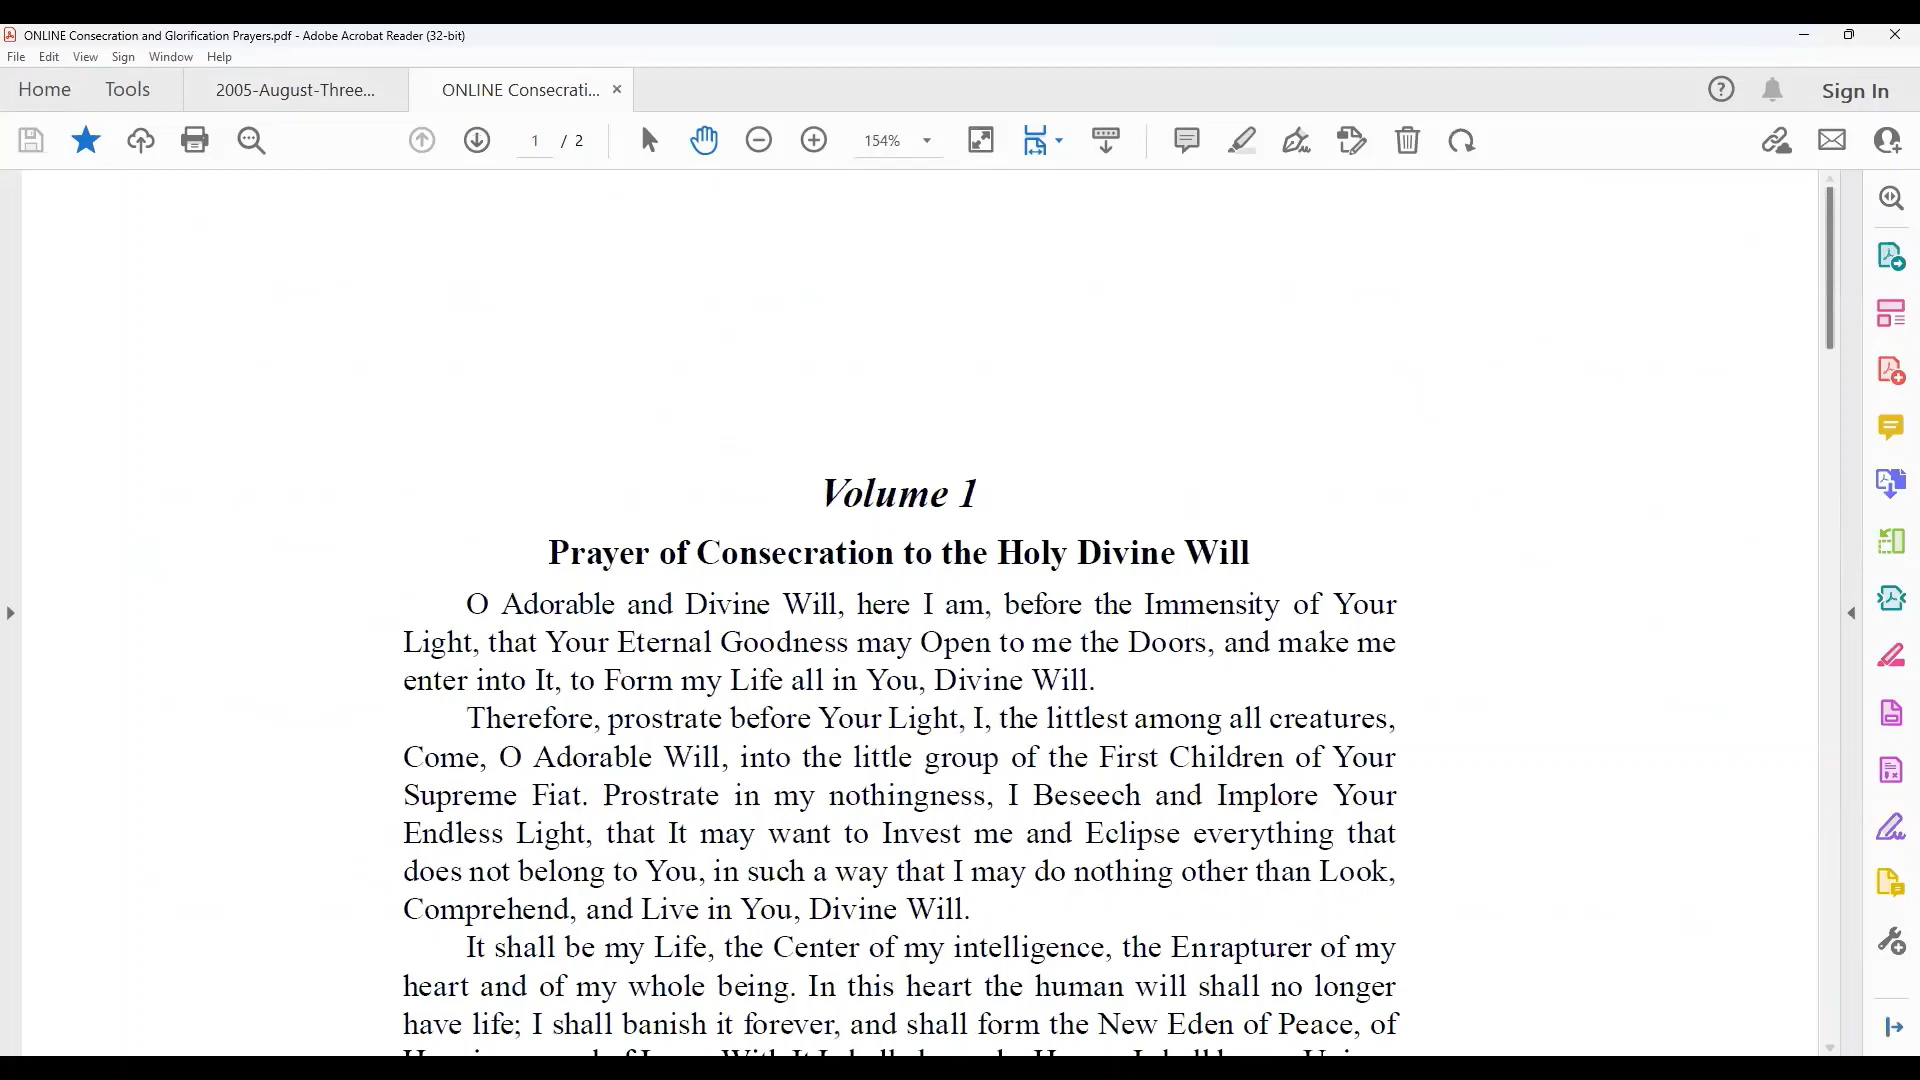 ONLINE Consecration and Glorification Prayers.pdf - Adobe Acrobat Reader (32-bit)
File Edit View Sign Window Help
Home Tools 2005-August-Three... ONLINE Consecrati... × Sign In
1 / 2 154%
Volume 1
Prayer of Consecration to the Holy Divine Will
O Adorable and Divine Will, here I am, before the Immensity of Your
Light, that Your Eternal Goodness may Open to me the Doors, and make me
enter into It, to Form my Life all in You, Divine Will.
Therefore, prostrate before Your Light, I, the littlest among all creatures,
Come, O Adorable Will, into the little group of the First Children of Your
Supreme Fiat. Prostrate in my nothingness, I Beseech and Implore Your
Endless Light, that It may want to Invest me and Eclipse everything that
does not belong to You, in such a way that I may do nothing other than Look,
Comprehend, and Live in You, Divine Will.
It shall be my Life, the Center of my intelligence, the Enrapturer of my
heart and of my whole being. In this heart the human will shall no longer
have life; I shall banish it forever, and shall form the New Eden of Peace, of